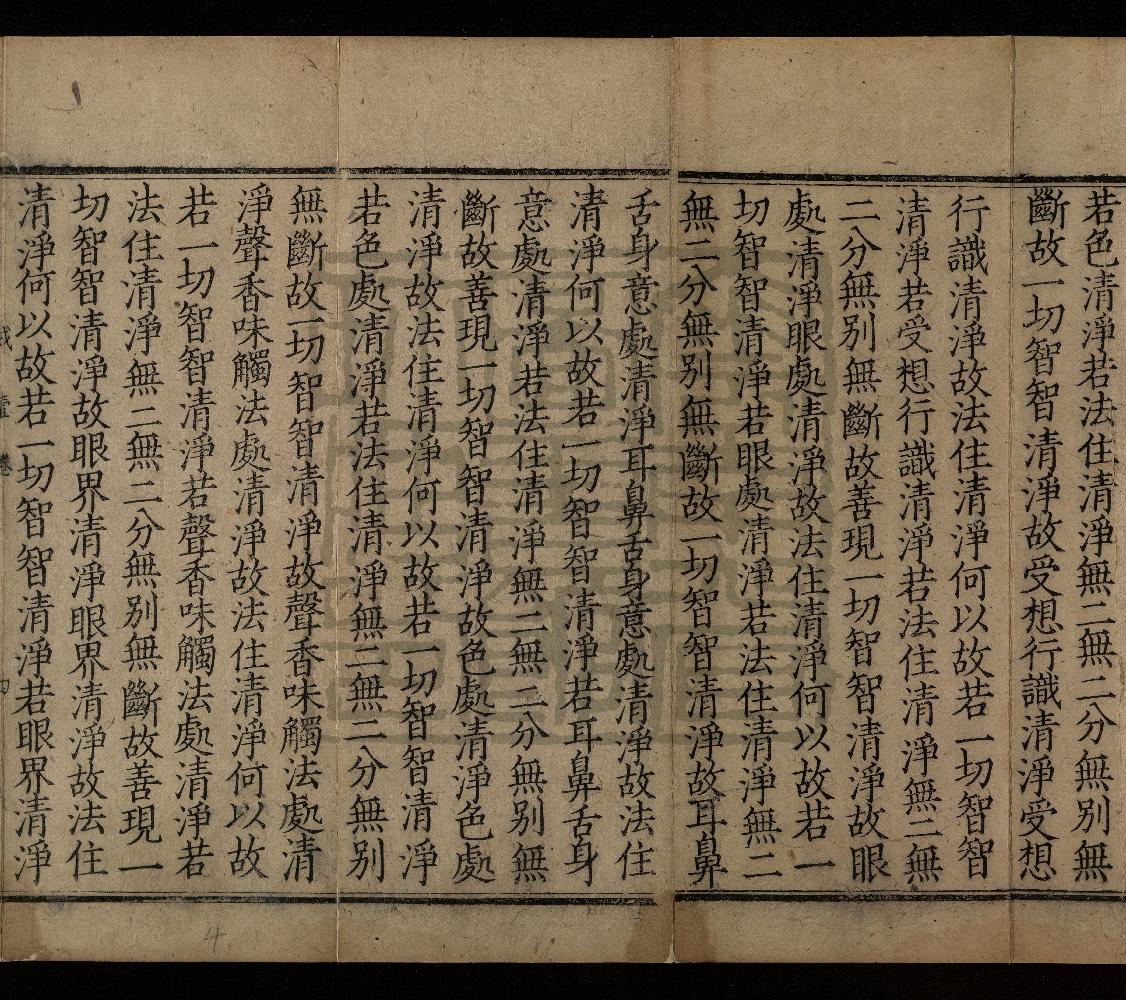 若色清淨若法住清淨無二無二分無別無
斷故一切智智清淨故受想行識清淨受想
行識清淨故法住清淨何以故若一切智智
清淨若受想行識清淨若法住清淨無二無
二分無別無斷故善現一切智智清淨故眼
處清淨眼處清淨故法住清淨何以故若一
切智智清淨若眼處清淨若法住清淨無二
無二分無別無斷故一切智智清淨故耳鼻
舌身意處清淨耳鼻舌身意處清淨故法住
清淨何以故若一切智智清淨若耳鼻舌身
意處清淨若法住清淨無二無二分無別無
斷故善現一切智智清淨故色處清淨色處
清淨故法住清淨何以故若一切智智清淨
若色處清淨若法住清淨無二無二分無別
無斷故一切智智清淨故聲香味觸法處清
淨聲香味觸法處清淨故法住清淨何以故
若一切智智清淨若聲香味觸法處清淨若
法住清淨無二無二分無別無斷故善現一
切智智清淨故眼界清淨眼界清淨故法住
清淨何以故若一切智智清淨若眼界清淨
4